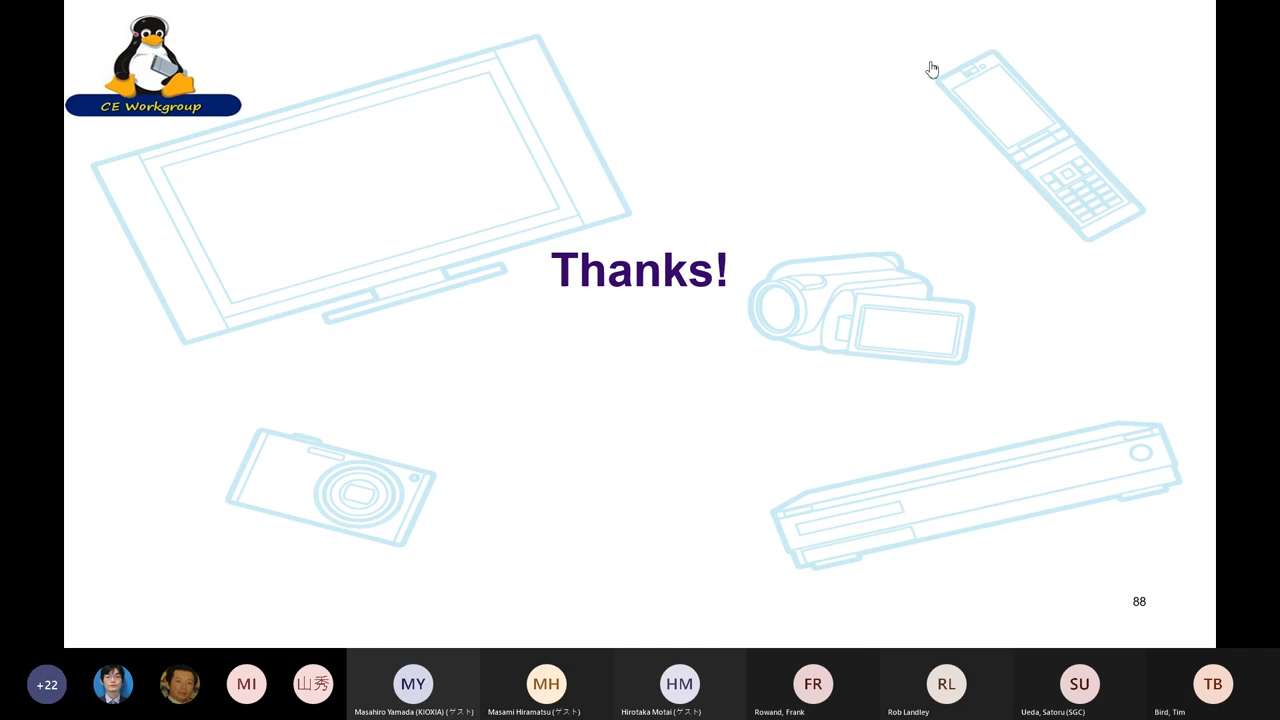 CE Workgroup
Thanks!
88
+22
MI
山秀
MY
Masahiro Yamada (KIOXIA) (ゲスト)
MH
Masami Hiramatsu (ゲスト)
HM
Hirotaka Motai (ゲスト)
FR
Rowand, Frank
RL
Rob Landley
SU
Ueda, Satoru (SGC)
TB
Bird, Tim